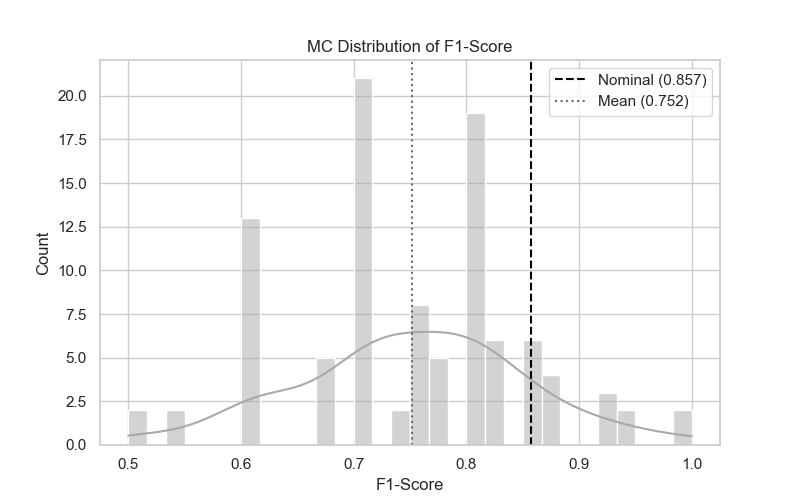 MC Distribution of F1-Score
Nominal (0.857)
Mean (0.752)
20.0
17.5
15.0
12.5
10.0
7.5
5.0
2.5
0.0
Count
0.5 0.6 0.7 0.8 0.9 1.0
F1-Score